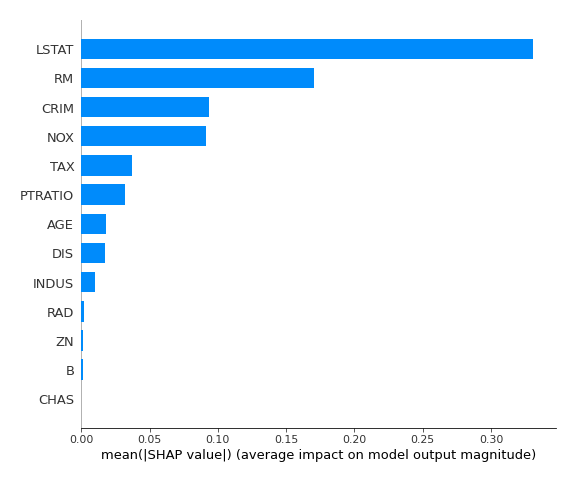 LSTAT
RM
CRIM
NOX
TAX
PTRATIO
AGE
DIS
INDUS
RAD
ZN
B
CHAS
0.00 0.05 0.10 0.15 0.20 0.25 0.30
mean(|SHAP value|) (average impact on model output magnitude)